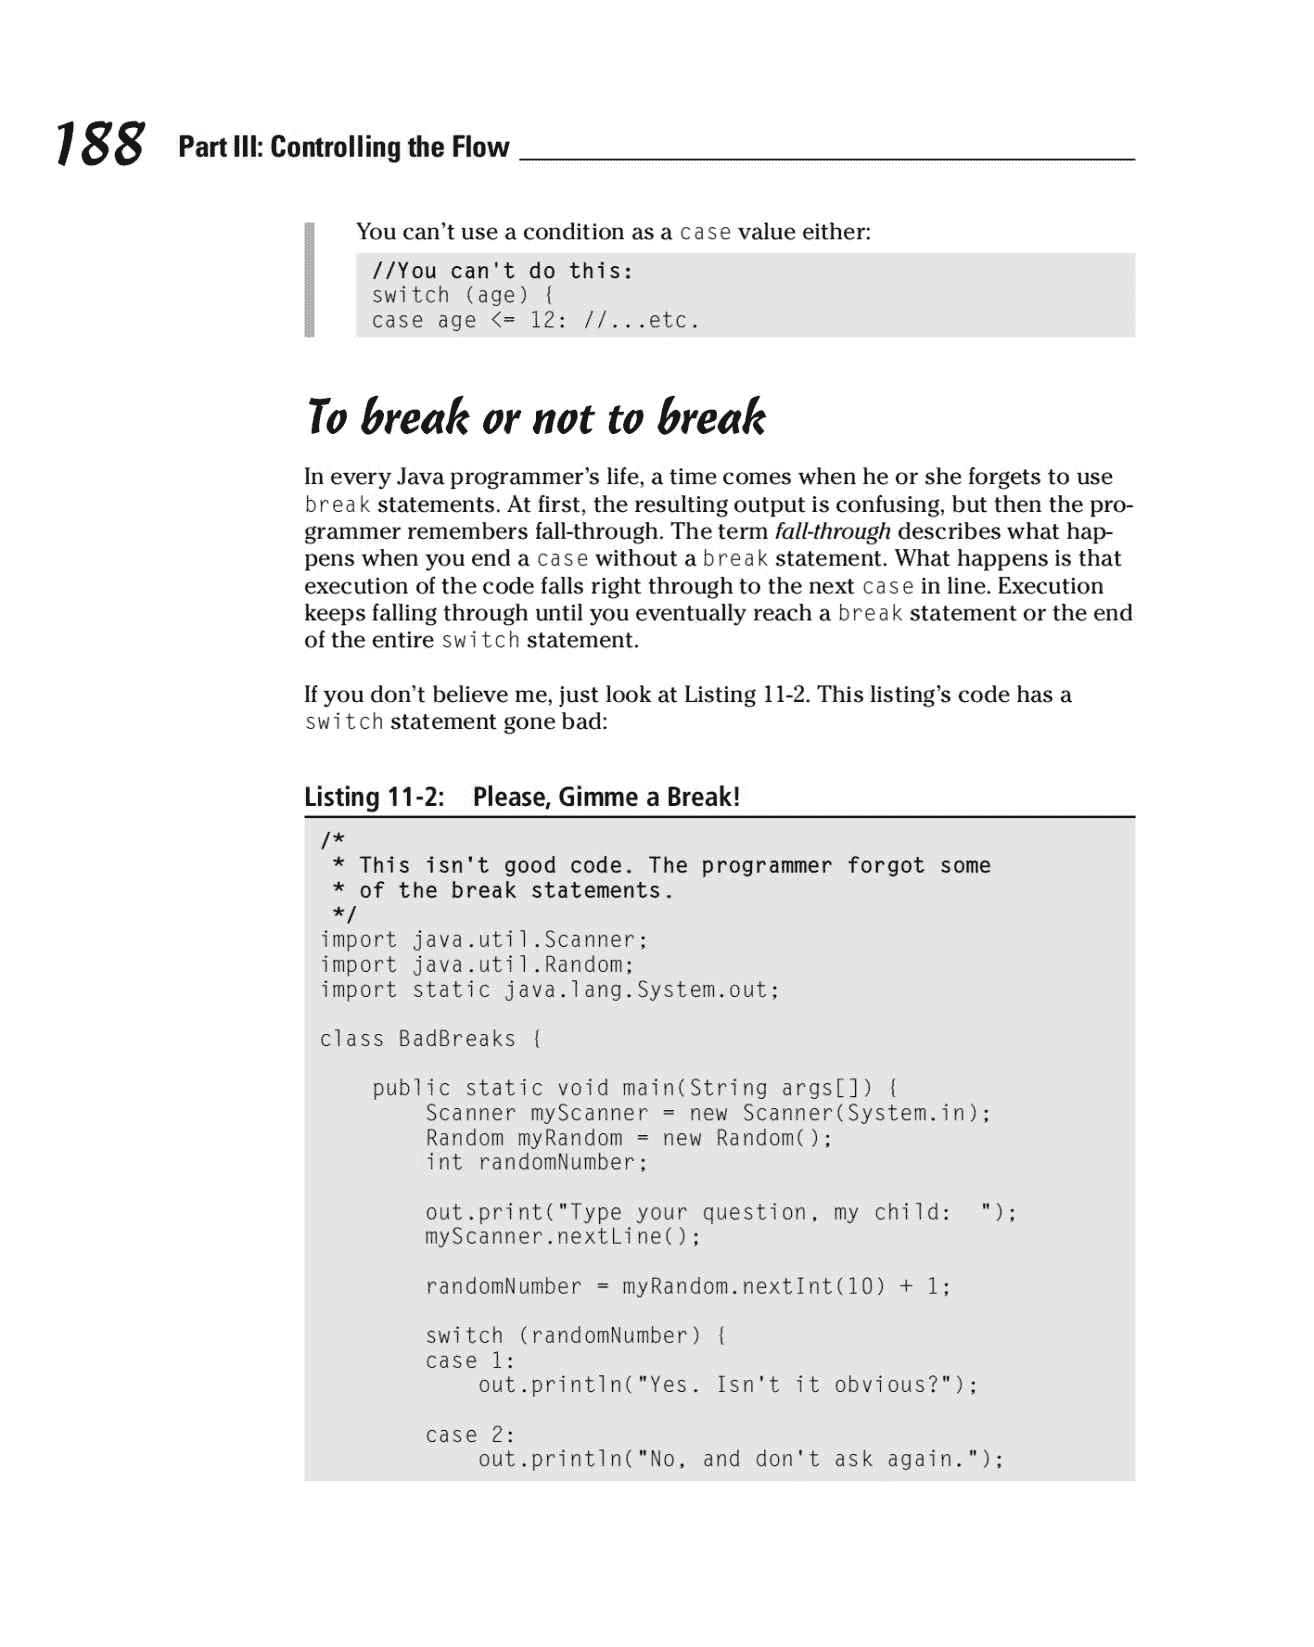 188 Part III: Controlling the Flow
You can't use a condition as a case value either:
//You can't do this:
switch (age) {
case age <= 12: //...etc.
To break or not to break
In every Java programmer's life, a time comes when he or she forgets to use
break statements. At first, the resulting output is confusing, but then the pro-
grammer remembers fall-through. The term fall-through describes what hap-
pens when you end a case without a break statement. What happens is that
execution of the code falls right through to the next case in line. Execution
keeps falling through until you eventually reach a break statement or the end
of the entire switch statement.
If you don't believe me, just look at Listing 11-2. This listing's code has a
switch statement gone bad:
Listing 11-2: Please, Gimme a Break!
/*
 * This isn't good code. The programmer forgot some
 * of the break statements.
 */
import java.util.Scanner;
import java.util.Random;
import static java.lang.System.out;
class BadBreaks {
    public static void main(String args[]) {
        Scanner myScanner = new Scanner(System.in);
        Random myRandom = new Random();
        int randomNumber;
        out.print("Type your question, my child:  ");
        myScanner.nextLine();
        randomNumber = myRandom.nextInt(10) + 1;
        switch (randomNumber) {
        case 1:
            out.println("Yes. Isn't it obvious?");
        case 2:
            out.println("No, and don't ask again.");